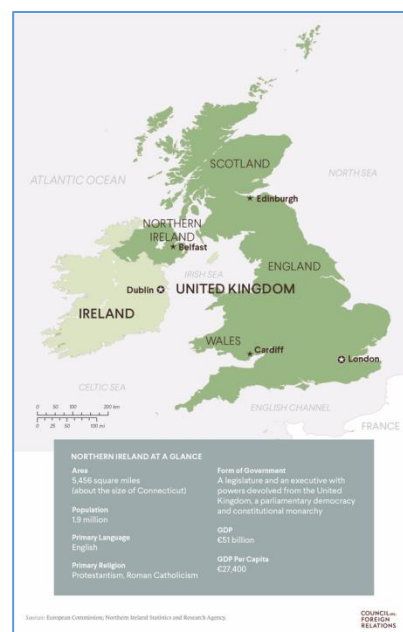 SCOTLAND
ATLANTIC OCEAN
NORTH SEA
Edinburgh
NORTHERN
IRELAND
Belfast
ENGLAND
IRISH SEA
Dublin
UNITED KINGDOM
IRELAND
WALES
Cardiff
London
CELTIC SEA
ENGLISH CHANNEL
FRANCE
0 50 100 200 km
0 25 50 100 mi
NORTHERN IRELAND AT A GLANCE
Area
5,456 square miles
(about the size of Connecticut)
Population
1.9 million
Primary Language
English
Primary Religion
Protestantism, Roman Catholicism
Form of Government
A legislature and an executive with
powers devolved from the United
Kingdom, a parliamentary democracy
and constitutional monarchy
GDP
€51 billion
GDP Per Capita
€27,400
Sources: European Commission; Northern Ireland Statistics and Research Agency.
COUNCIL on
FOREIGN
RELATIONS